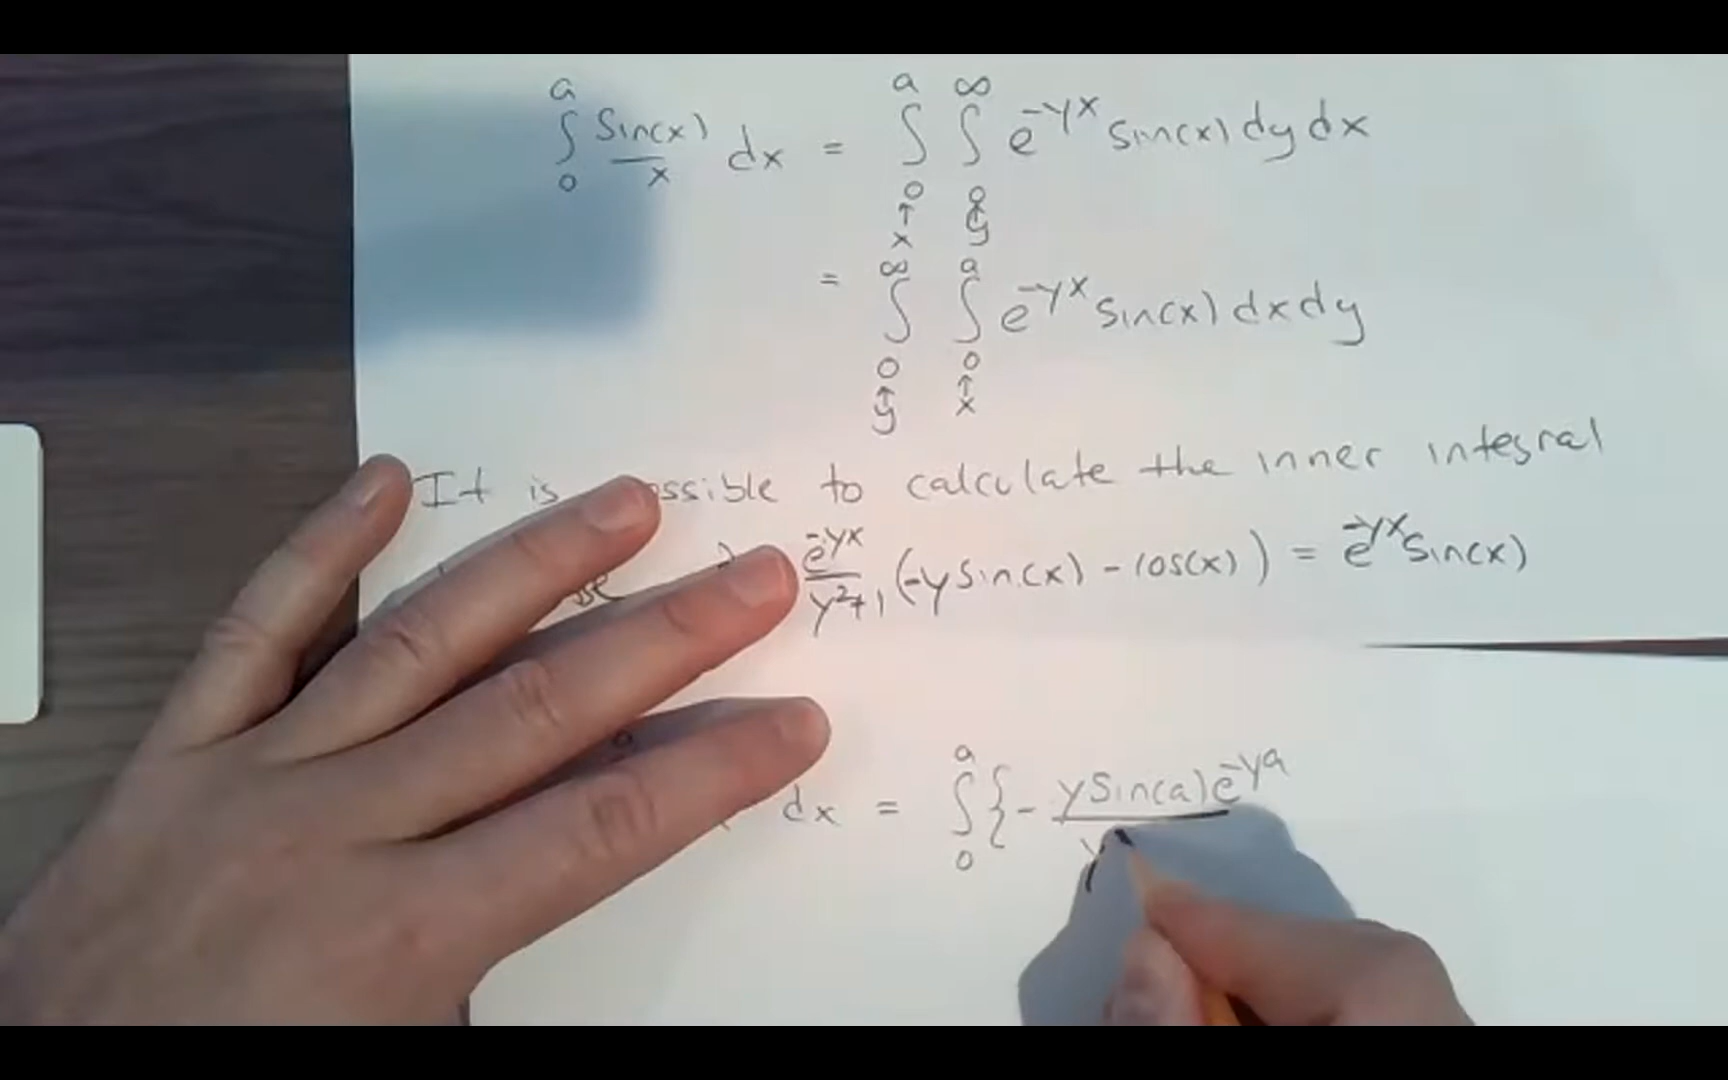 ∫₀ᵃ sin(x)/x dx = ∫₀ᵃ ∫₀^∞ e^(-yx) sin(x) dy dx
↑ ↑
x y
= ∫₀^∞ ∫₀ᵃ e^(-yx) sin(x) dx dy
↑ ↑
y x
It is to calculate the inner integral
e^(-yx)/(y²+1) (-y sin(x) - cos(x)) = e^(-yx) sin(x)
dx = ∫₀ᵃ { - y sin(a) e^(-ya)